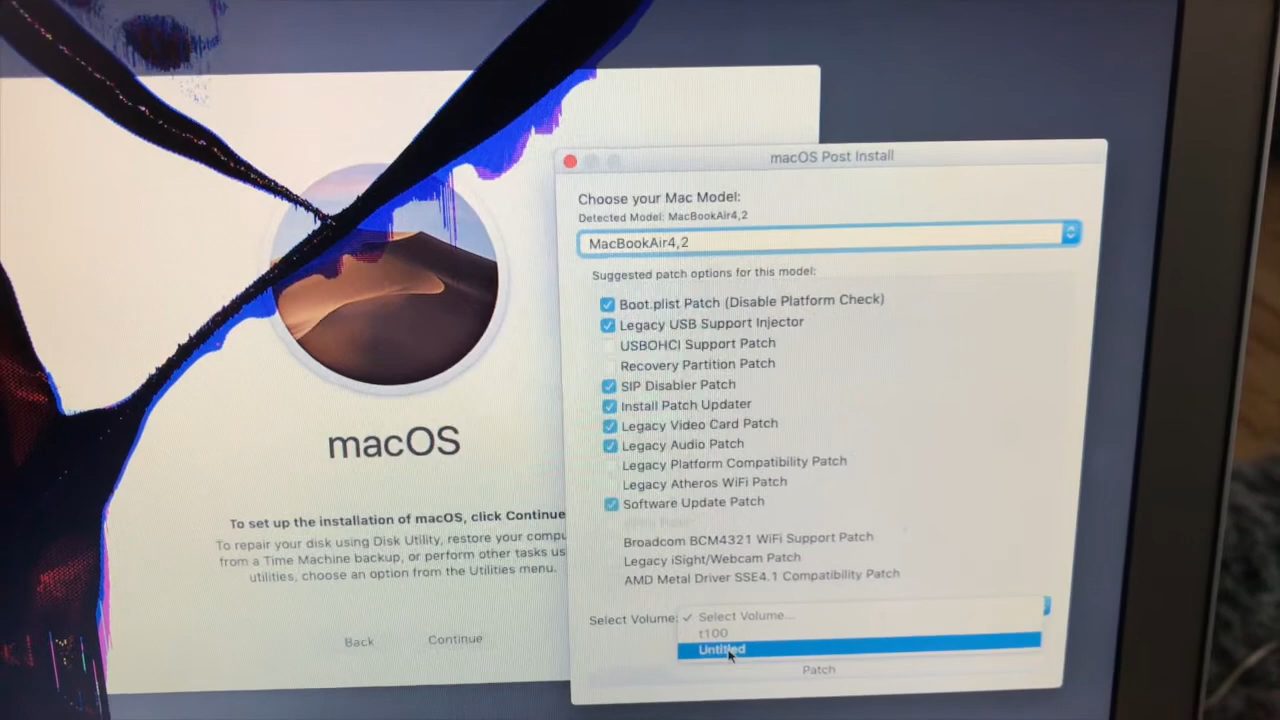 macOS
To set up the installation of macOS, click Continue
To repair your disk using Disk Utility, restore your compu
from a Time Machine backup, or perform other tasks us
utilities, choose an option from the Utilities menu.
Back
Continue
macOS Post Install
Choose your Mac Model:
Detected Model: MacBookAir4,2
MacBookAir4,2
Suggested patch options for this model:
Boot.plist Patch (Disable Platform Check)
Legacy USB Support Injector
USBOHCI Support Patch
Recovery Partition Patch
SIP Disabler Patch
Install Patch Updater
Legacy Video Card Patch
Legacy Audio Patch
Legacy Platform Compatibility Patch
Legacy Atheros WiFi Patch
Software Update Patch
Broadcom BCM4321 WiFi Support Patch
Legacy iSight/Webcam Patch
AMD Metal Driver SSE4.1 Compatibility Patch
Select Volume: Select Volume...
t100
Untitled
Patch